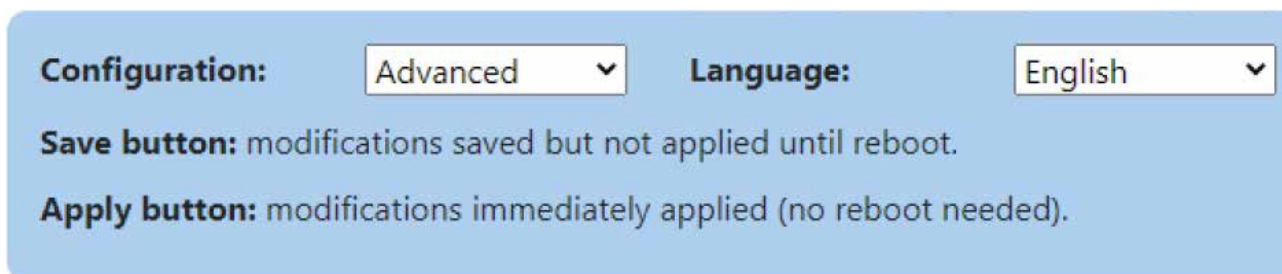 Configuration: Advanced Language: English
Save button: modifications saved but not applied until reboot.
Apply button: modifications immediately applied (no reboot needed).